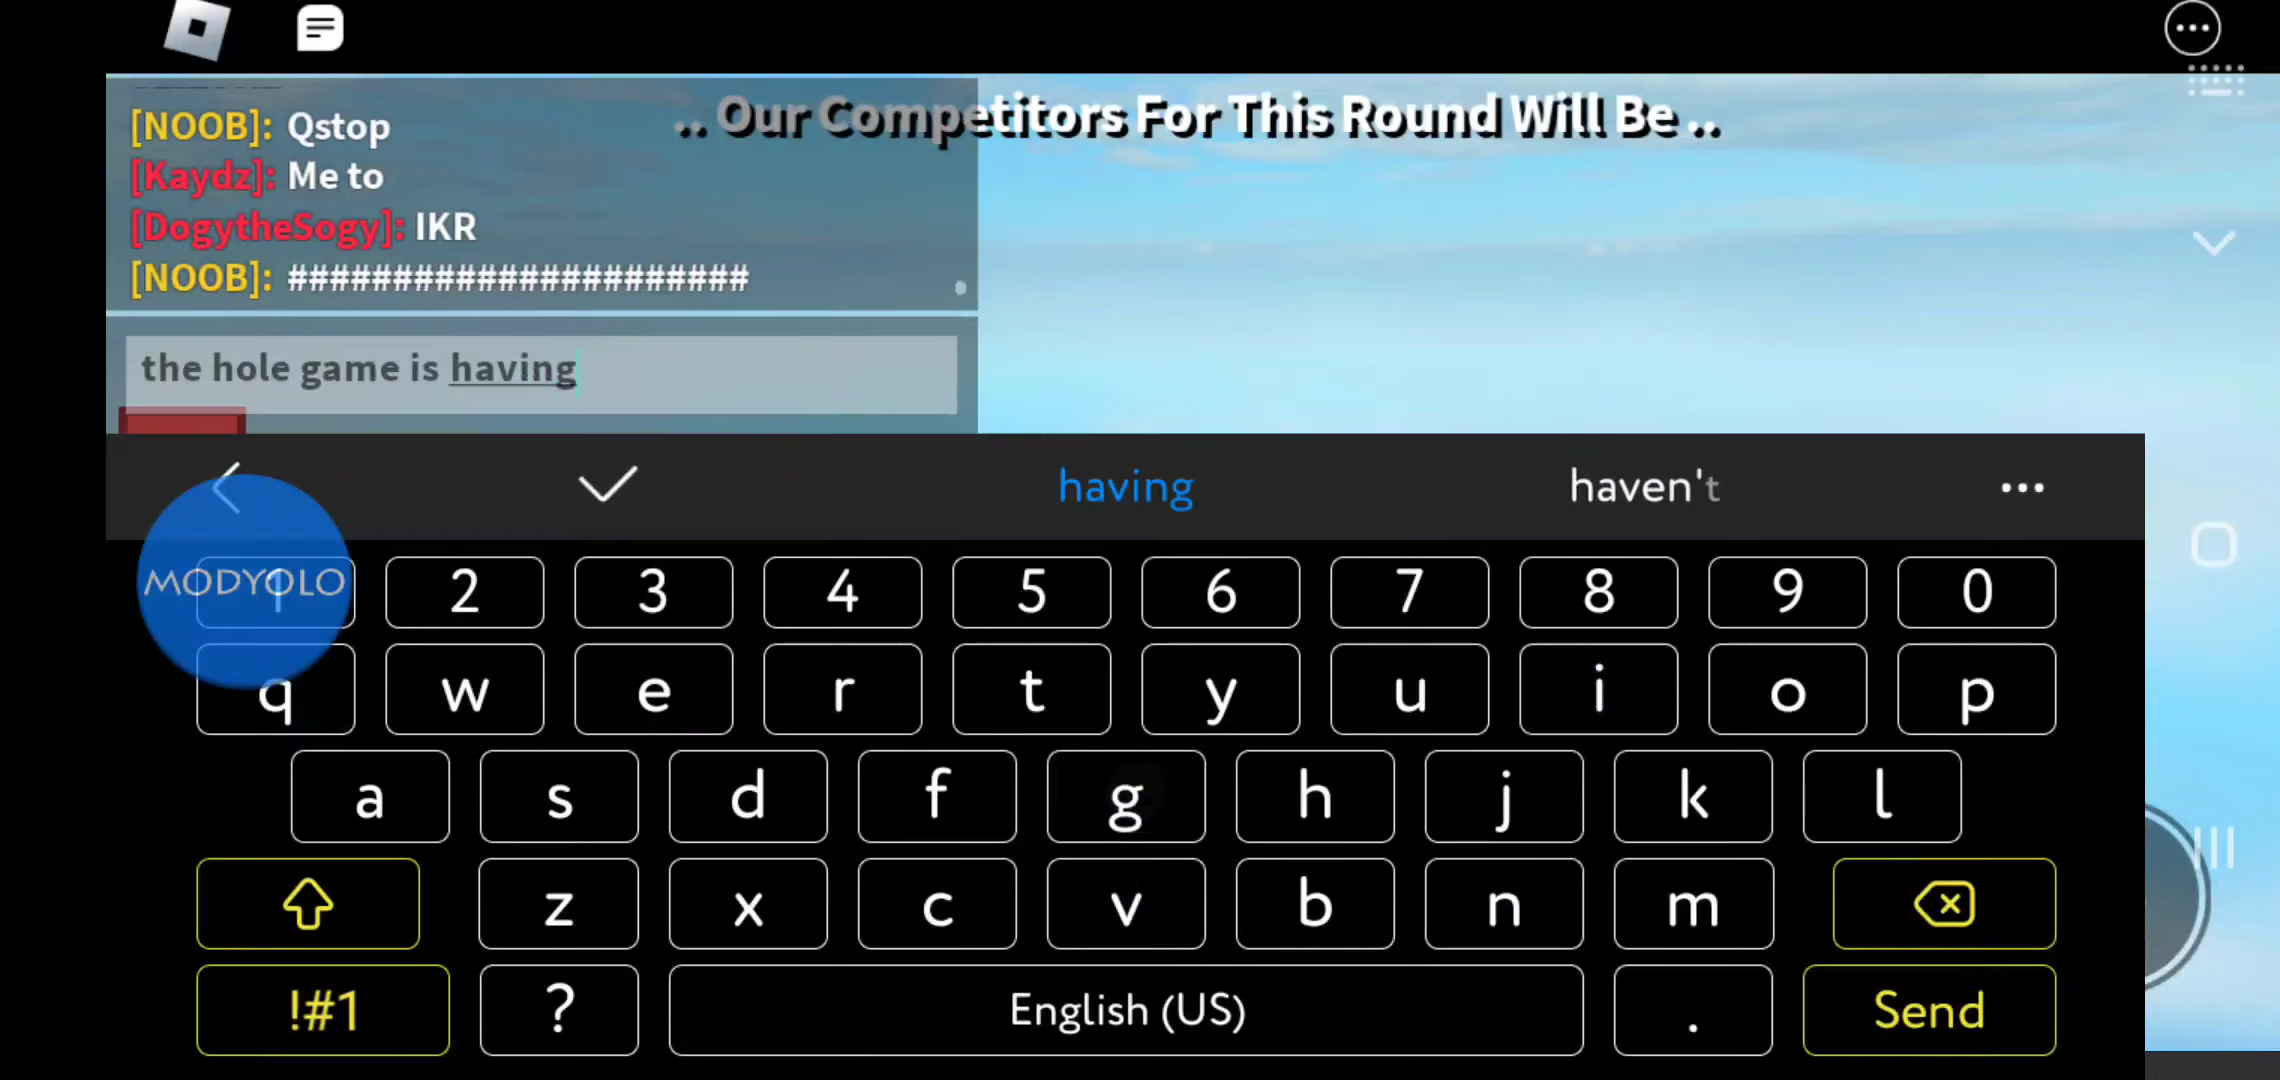 .. Our Competitors For This Round Will Be ..
[NOOB]: Qstop
[Kaydz]: Me to
[DogytheSogy]: IKR
[NOOB]: ######################
the hole game is having
having haven't
MODYOLO
1 2 3 4 5 6 7 8 9 0
q w e r t y u i o p
a s d f g h j k l
z x c v b n m
!#1 ? English (US) . Send